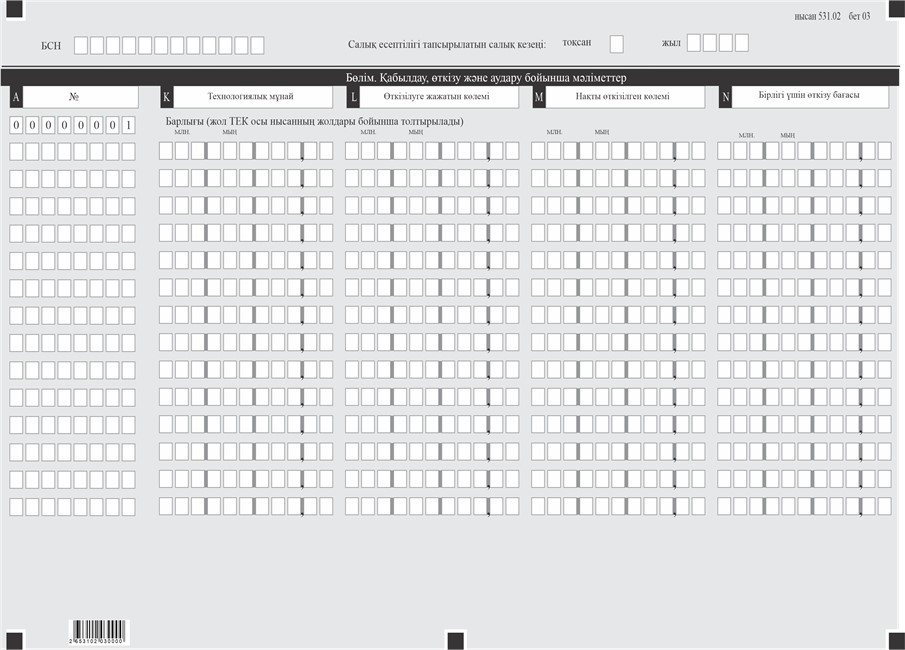 нысан 531.02 бет 03
БСН Салық есептілігі тапсырылатын салық кезеңі: тоқсан жыл
Бөлім. Қабылдау, өткізу және аудару бойынша мәліметтер
A № K Технологиялық мұнай L Өткізілуге жажатын көлемі M Нақты өткізілген көлемі N Бірлігі үшін өткізу бағасы
0 0 0 0 0 0 0 1 Барлығы (жол ТЕК осы нысанның жолдары бойынша толтырылады)
млн. мың млн. мың млн. мың млн. мың
2 653102 030000